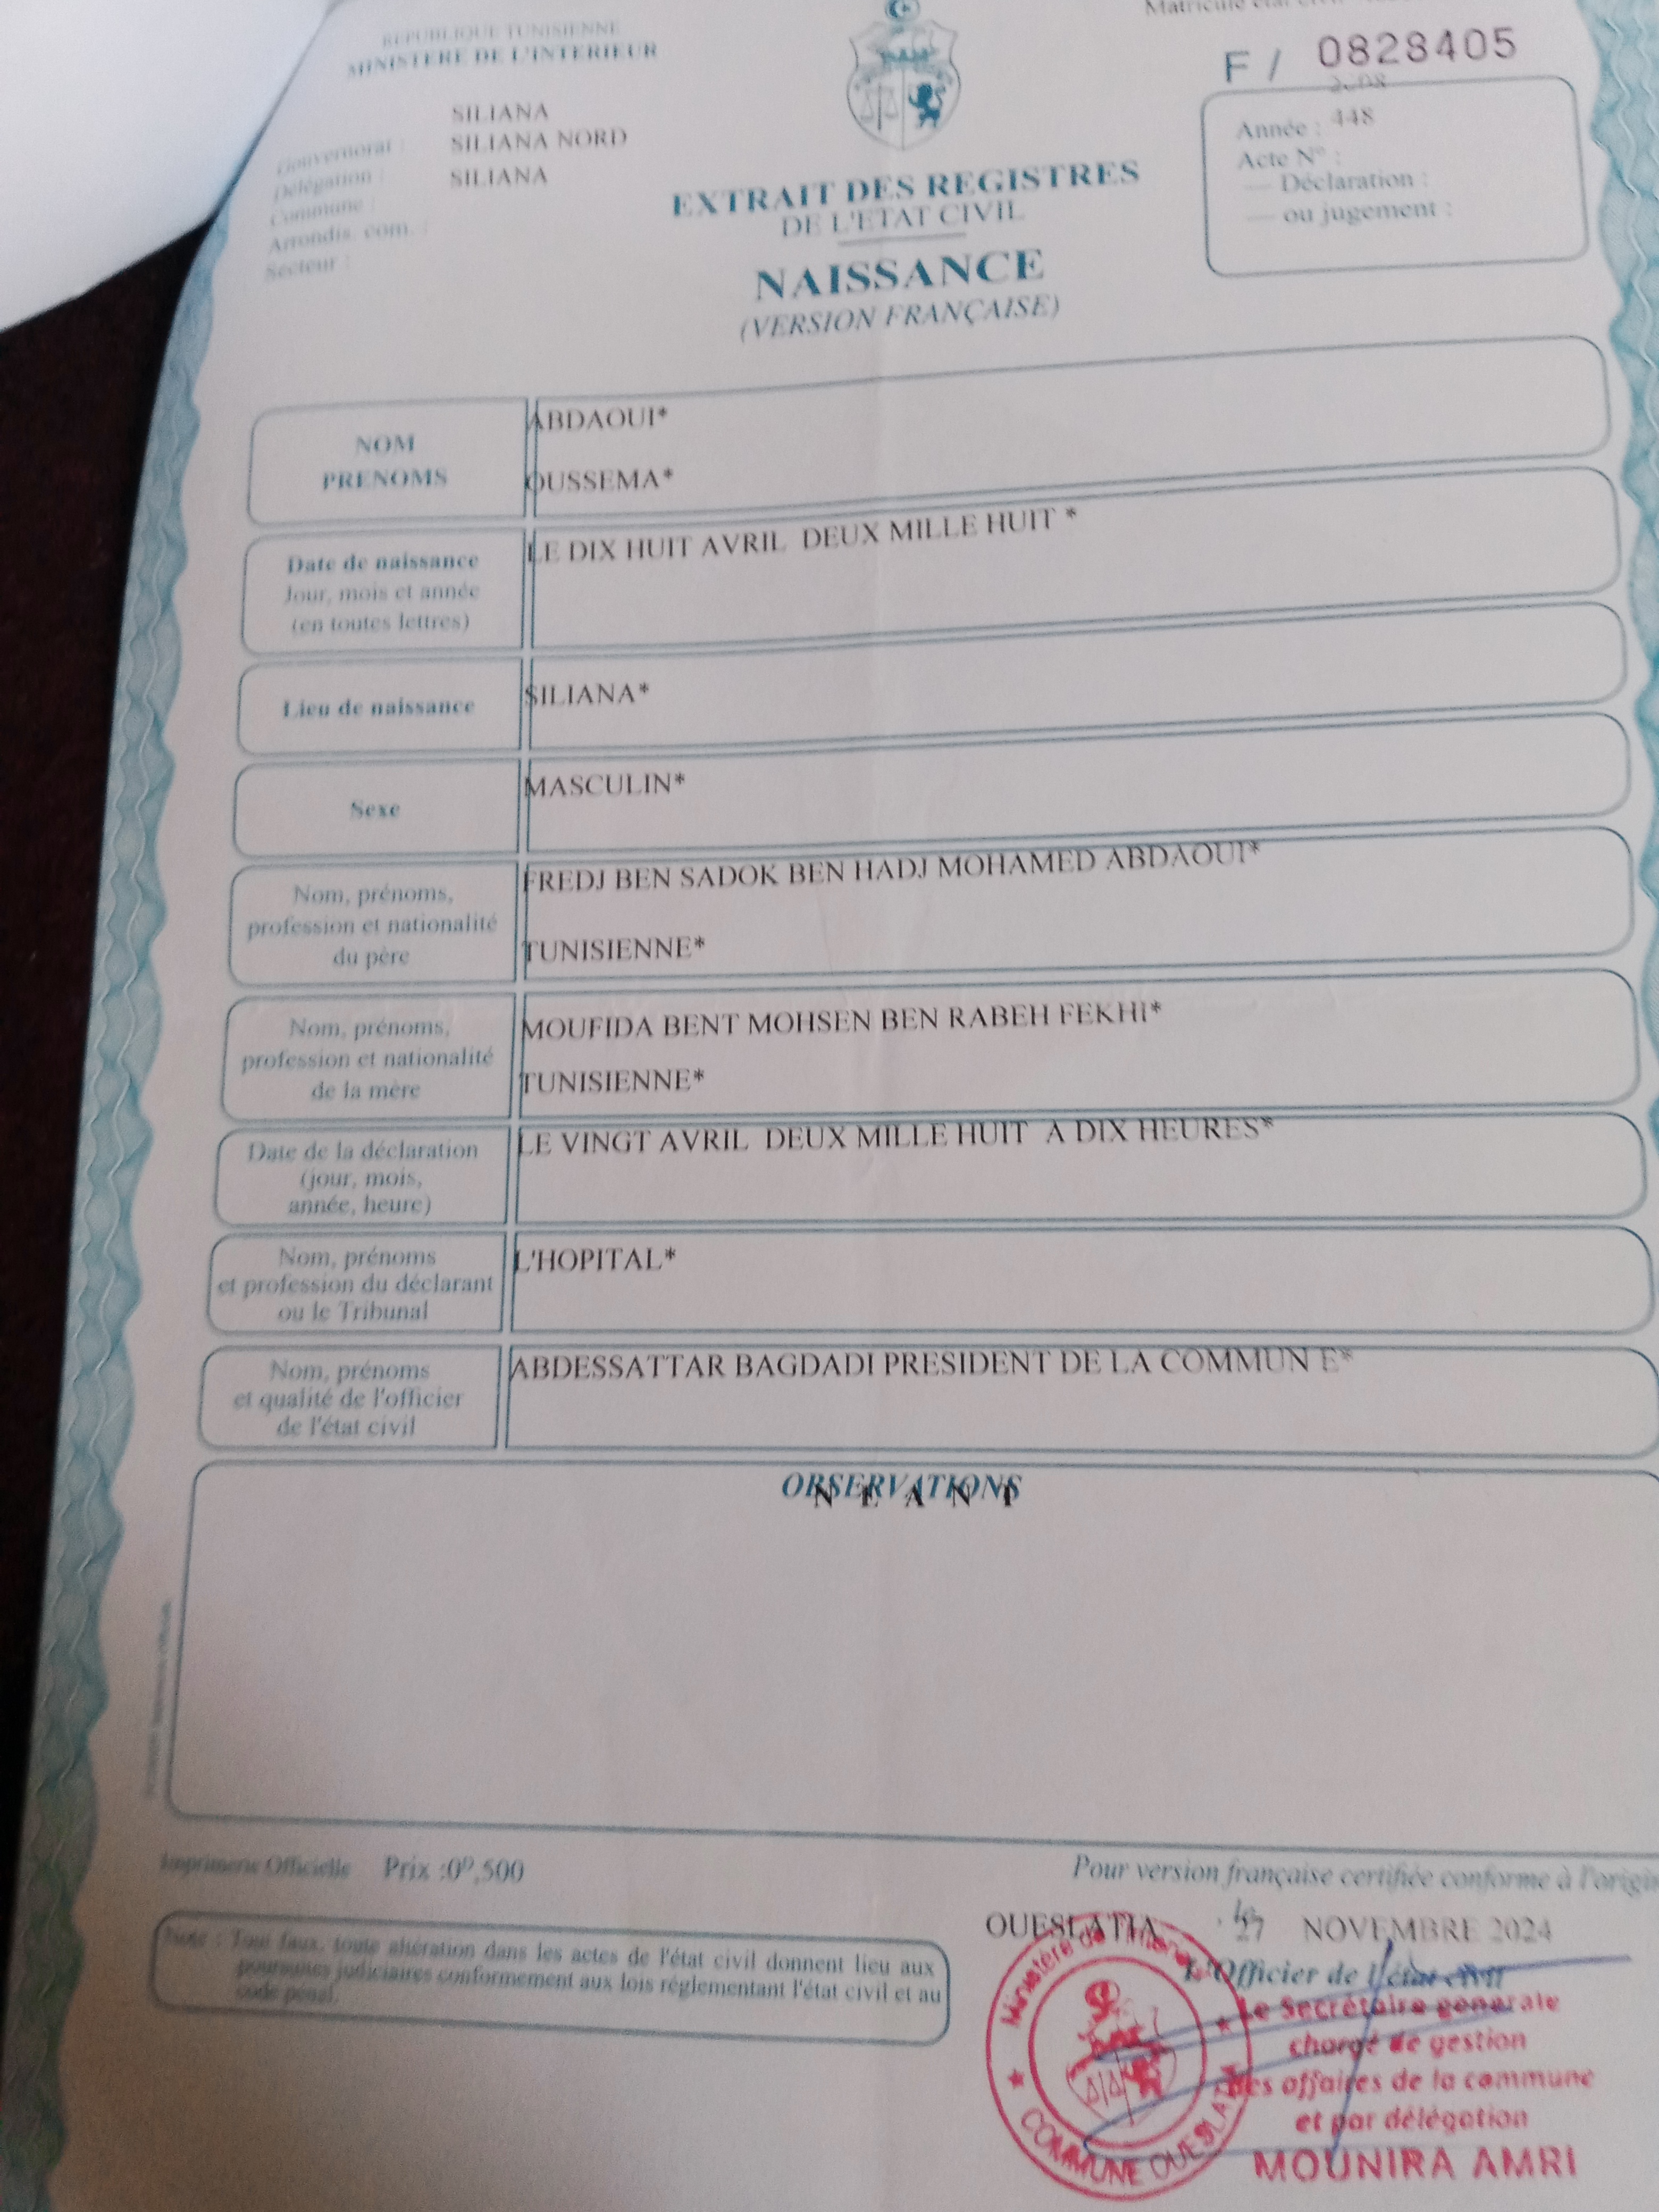 REPUBLIQUE TUNISIENNE
MINISTERE DE L'INTERIEUR
Matricule état civil
F / 0828405
Gouvernorat : SILIANA
Délégation : SILIANA NORD
Commune : SILIANA
Arrondis. com. :
Secteur :
2008
Année : 448
Acte N° :
— Déclaration :
— ou jugement :
EXTRAIT DES REGISTRES
DE L'ETAT CIVIL
NAISSANCE
(VERSION FRANÇAISE)
NOM
PRENOMS
ABDAOUI*
OUSSEMA*
Date de naissance
Jour, mois et année
(en toutes lettres)
LE DIX HUIT AVRIL DEUX MILLE HUIT *
Lieu de naissance
SILIANA*
Sexe
MASCULIN*
Nom, prénoms,
profession et nationalité
du père
FREDJ BEN SADOK BEN HADJ MOHAMED ABDAOUI*
TUNISIENNE*
Nom, prénoms,
profession et nationalité
de la mère
MOUFIDA BENT MOHSEN BEN RABEH FEKHI*
TUNISIENNE*
Date de la déclaration
(jour, mois,
année, heure)
LE VINGT AVRIL DEUX MILLE HUIT A DIX HEURES*
Nom, prénoms
et profession du déclarant
ou le Tribunal
L'HOPITAL*
Nom, prénoms
et qualité de l'officier
de l'état civil
ABDESSATTAR BAGDADI PRESIDENT DE LA COMMUN E*
OBSERVATIONS
N E A N T
Imprimerie Officielle Prix :0D,500
Pour version française certifiée conforme à l'origin
OUESLATIA, le 27 NOVEMBRE 2024
L'Officier de l'état civil
Note : Tout faux, toute altération dans les actes de l'état civil donnent lieu aux
poursuites judiciaires conformement aux lois réglementant l'état civil et au
code pénal.
Ministère de l'Intérieur
COMMUNE OUESLATIA
Le Secrétaire generale
chargé de gestion
des affaires de la commune
et par délégation
MOUNIRA AMRI